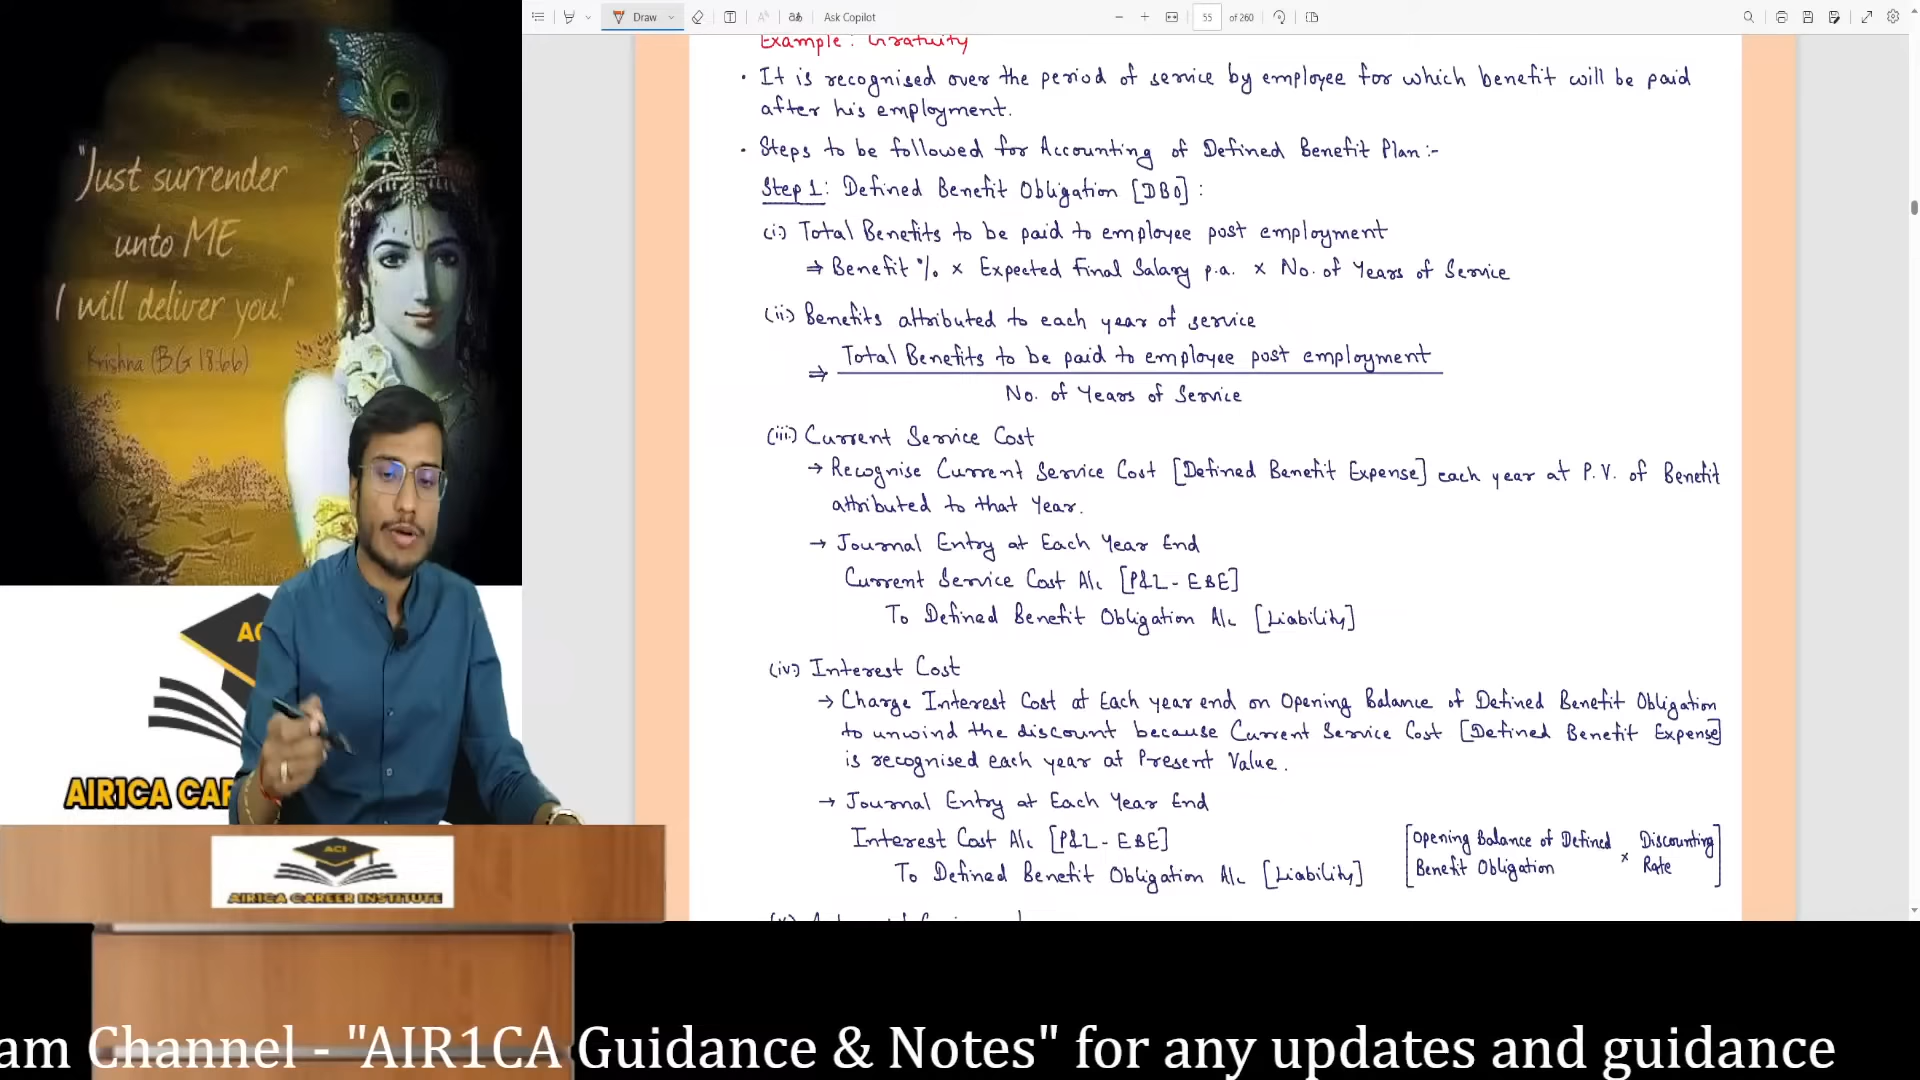 Draw
Ask Copilot
55 of 260
Example : Gratuity
• It is recognised over the period of service by employee for which benefit will be paid
after his employment.
• Steps to be followed for Accounting of Defined Benefit Plan :-
Step 1: Defined Benefit Obligation [DBO] :
(i) Total Benefits to be paid to employee post employment
⇒ Benefit % × Expected Final Salary p.a. × No. of Years of Service
(ii) Benefits attributed to each year of service
⇒ Total Benefits to be paid to employee post employment
No. of Years of Service
(iii) Current Service Cost
→ Recognise Current Service Cost [Defined Benefit Expense] each year at P.V. of Benefit
attributed to that Year.
→ Journal Entry at Each Year End
Current Service Cost A/c [P&L - EBE]
To Defined Benefit Obligation A/c [Liability]
(iv) Interest Cost
→ Charge Interest Cost at Each year end on Opening Balance of Defined Benefit Obligation
to unwind the discount because Current Service Cost [Defined Benefit Expense]
is recognised each year at Present Value.
→ Journal Entry at Each Year End
Interest Cost A/c [P&L - EBE]
To Defined Benefit Obligation A/c [Liability]
[Opening Balance of Defined Benefit Obligation × Discounting Rate]
"Just surrender
unto ME
I will deliver you!"
Krishna (BG 18:66)
AIR1CA CAR
ACI
AIR1CA CAREER INSTITUTE
am Channel - "AIR1CA Guidance & Notes" for any updates and guidance